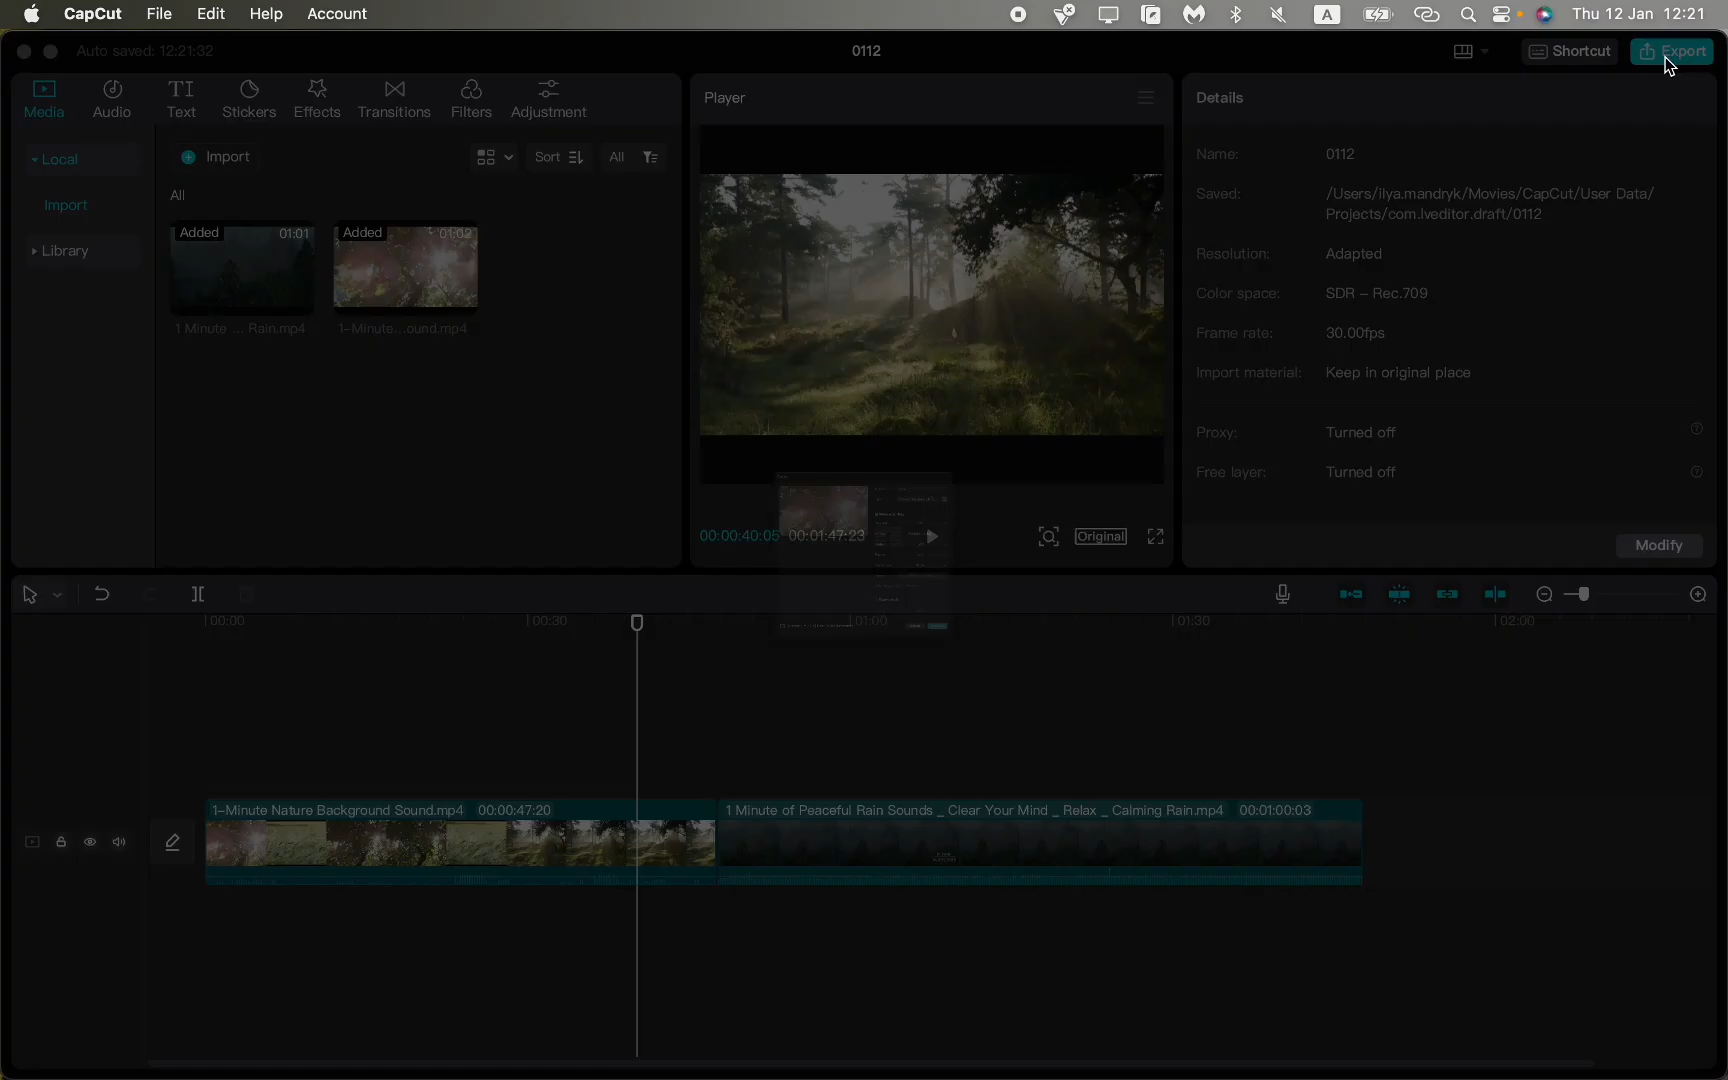 CapCut File Edit Help Account A Thu 12 Jan 12:21
Auto saved: 12:21:32 0112 Shortcut Export
Media Audio Text Stickers Effects Transitions Filters Adjustment
Local
Import
Library
Import Sort All
All
Added 01:01 Added 01:02
1 Minute ... Rain.mp4 1-Minute...ound.mp4
Player
00:00:40:05 00:01:47:23 Original
Details
Name: 0112
Saved: /Users/ilya.mandryk/Movies/CapCut/User Data/
Projects/com.lveditor.draft/0112
Resolution: Adapted
Color space: SDR – Rec.709
Frame rate: 30.00fps
Import material: Keep in original place
Proxy: Turned off
Free layer: Turned off
Modify
00:00 00:30 01:00 01:30 02:00
1-Minute Nature Background Sound.mp4 00:00:47:20 1 Minute of Peaceful Rain Sounds _ Clear Your Mind _ Relax _ Calming Rain.mp4 00:01:00:03